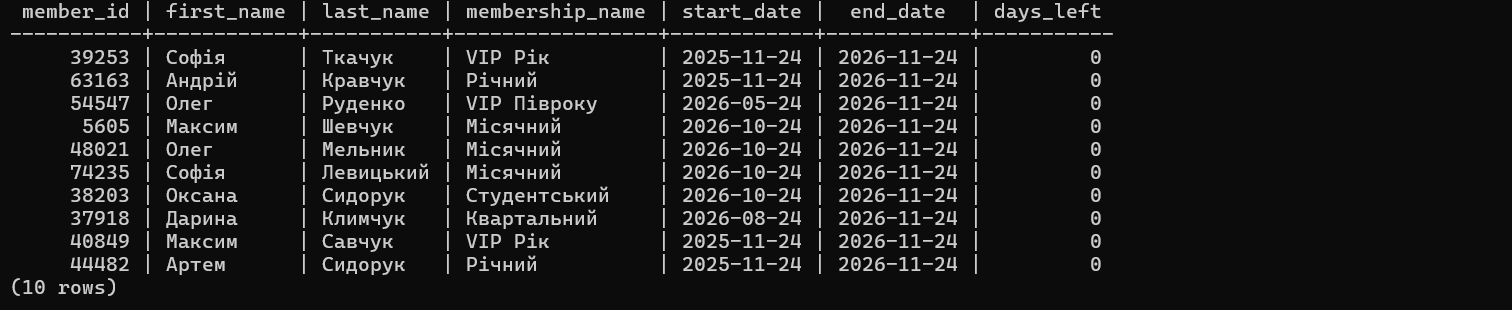 member_id | first_name | last_name | membership_name | start_date |  end_date  | days_left
-----------+------------+-----------+-----------------+------------+------------+-----------
     39253 | Софія      | Ткачук    | VIP Рік         | 2025-11-24 | 2026-11-24 |         0
     63163 | Андрій     | Кравчук   | Річний          | 2025-11-24 | 2026-11-24 |         0
     54547 | Олег       | Руденко   | VIP Півроку     | 2026-05-24 | 2026-11-24 |         0
      5605 | Максим     | Шевчук    | Місячний        | 2026-10-24 | 2026-11-24 |         0
     48021 | Олег       | Мельник   | Місячний        | 2026-10-24 | 2026-11-24 |         0
     74235 | Софія      | Левицький | Місячний        | 2026-10-24 | 2026-11-24 |         0
     38203 | Оксана     | Сидорук   | Студентський    | 2026-10-24 | 2026-11-24 |         0
     37918 | Дарина     | Климчук   | Квартальний     | 2026-08-24 | 2026-11-24 |         0
     40849 | Максим     | Савчук    | VIP Рік         | 2025-11-24 | 2026-11-24 |         0
     44482 | Артем      | Сидорук   | Річний          | 2025-11-24 | 2026-11-24 |         0
(10 rows)